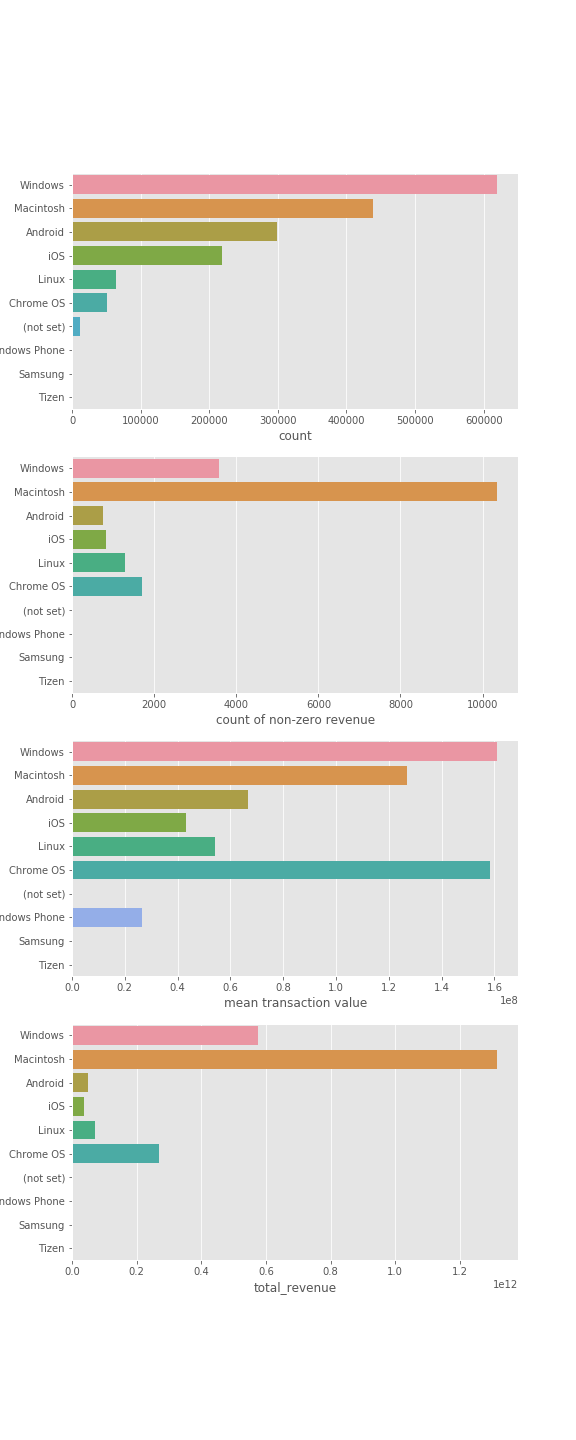 Windows
Macintosh
Android
iOS
Linux
Chrome OS
(not set)
ndows Phone
Samsung
Tizen
0 100000 200000 300000 400000 500000 600000
count
Windows
Macintosh
Android
iOS
Linux
Chrome OS
(not set)
ndows Phone
Samsung
Tizen
0 2000 4000 6000 8000 10000
count of non-zero revenue
Windows
Macintosh
Android
iOS
Linux
Chrome OS
(not set)
ndows Phone
Samsung
Tizen
0.0 0.2 0.4 0.6 0.8 1.0 1.2 1.4 1.6
1e8
mean transaction value
Windows
Macintosh
Android
iOS
Linux
Chrome OS
(not set)
ndows Phone
Samsung
Tizen
0.0 0.2 0.4 0.6 0.8 1.0 1.2
1e12
total_revenue